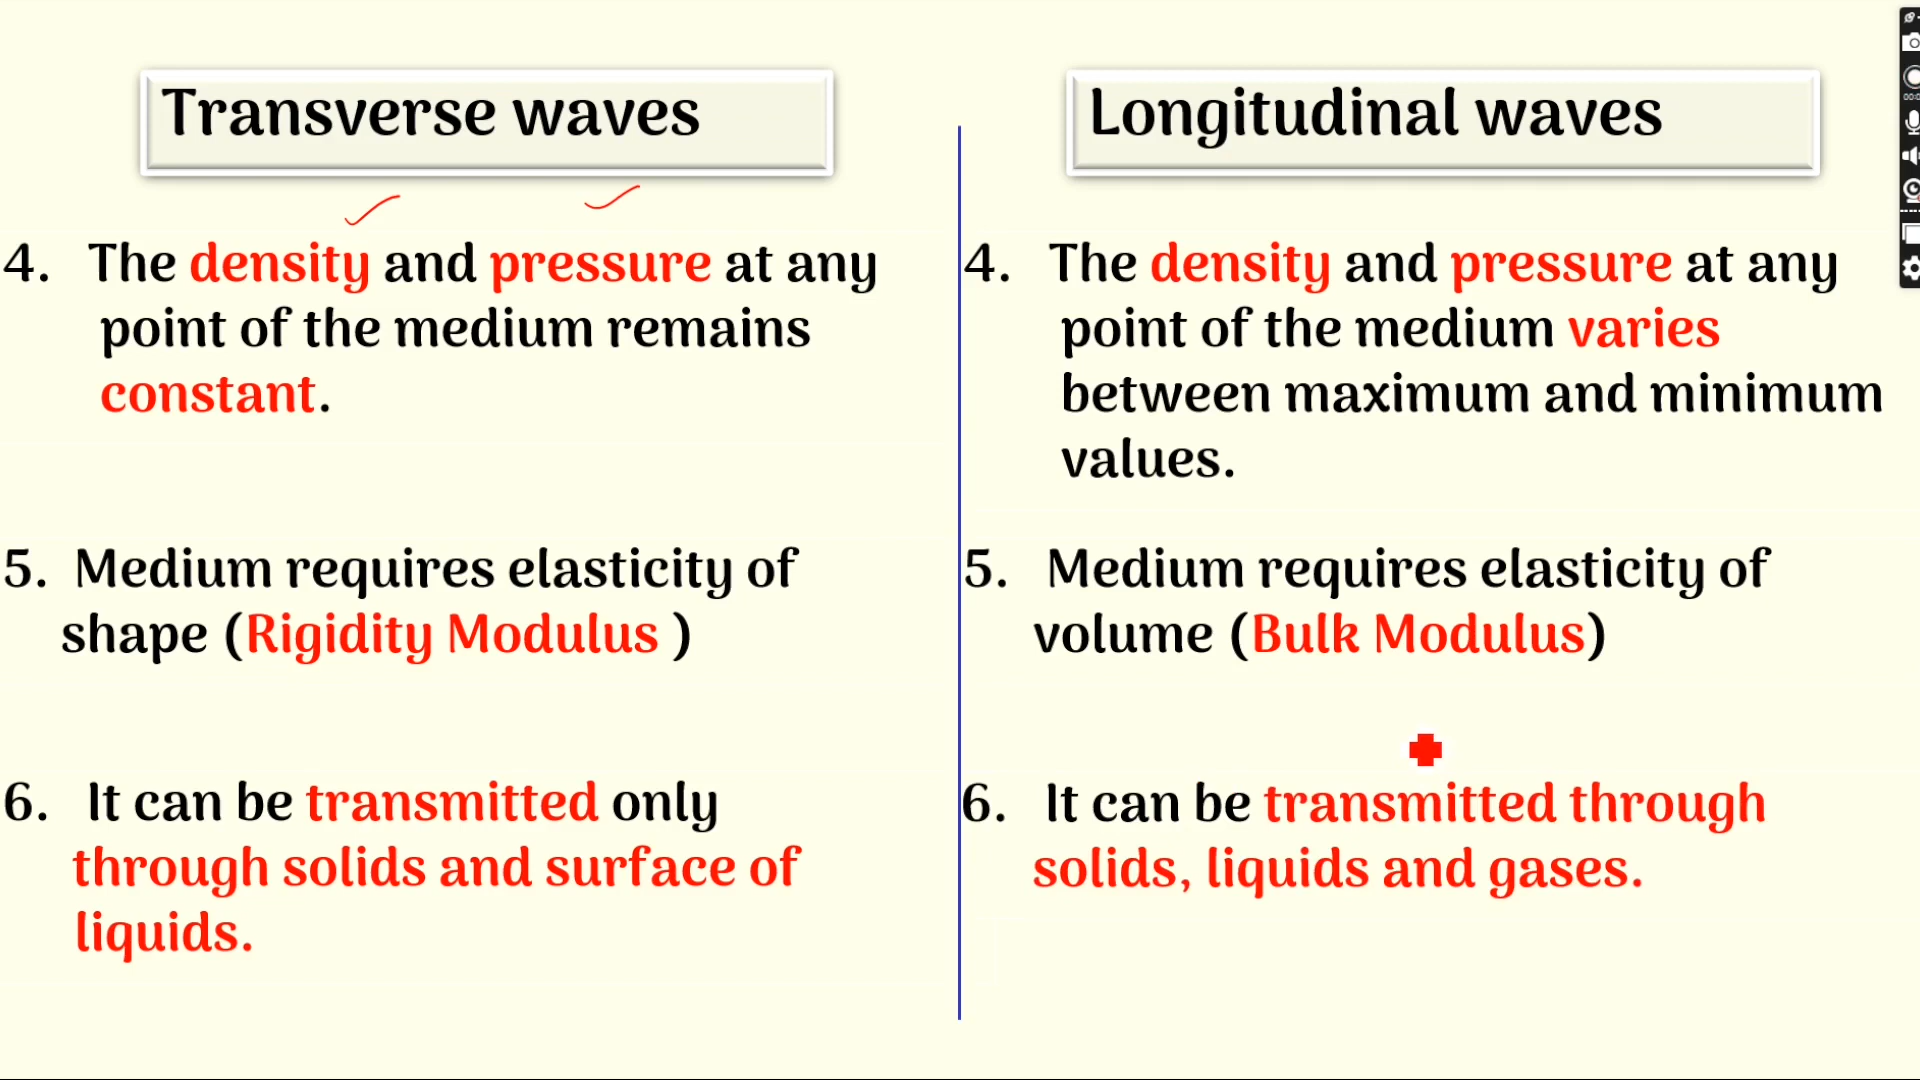 Transverse waves
4. The density and pressure at any
point of the medium remains
constant.
5. Medium requires elasticity of
shape (Rigidity Modulus )
6. It can be transmitted only
through solids and surface of
liquids.
Longitudinal waves
4. The density and pressure at any
point of the medium varies
between maximum and minimum
values.
5. Medium requires elasticity of
volume (Bulk Modulus)
6. It can be transmitted through
solids, liquids and gases.